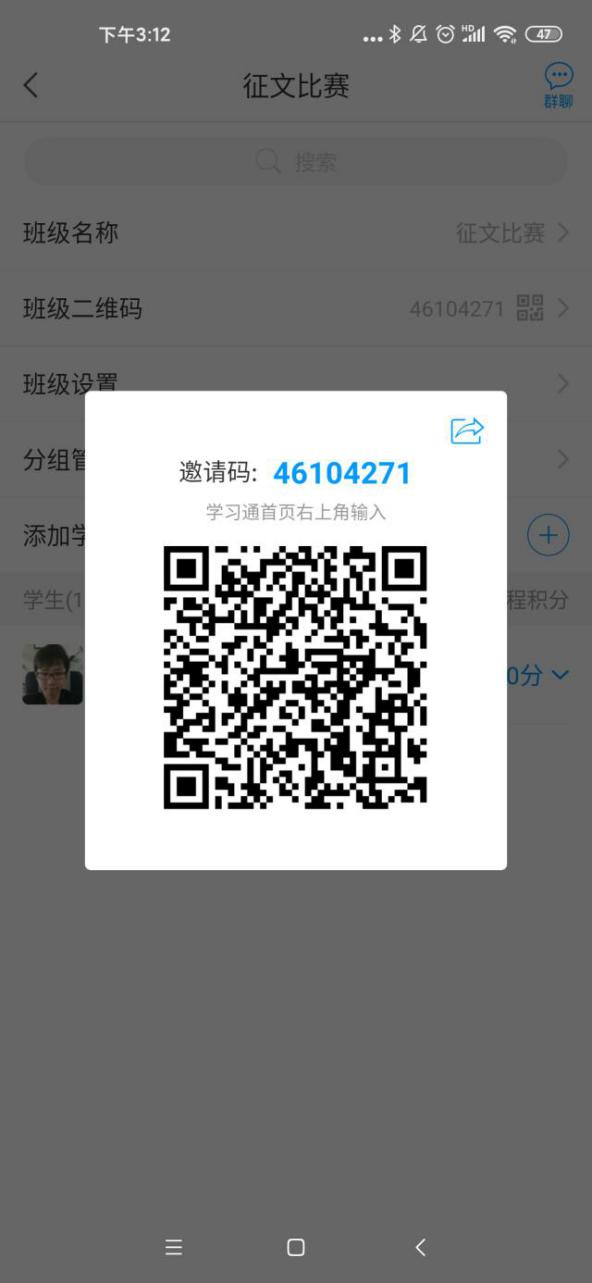 下午3:12
HD
47
征文比赛
群聊
搜索
班级名称
征文比赛
班级二维码
46104271
班级设置
分组管
添加学
学生(1
程积分
0分
邀请码: 46104271
学习通首页右上角输入